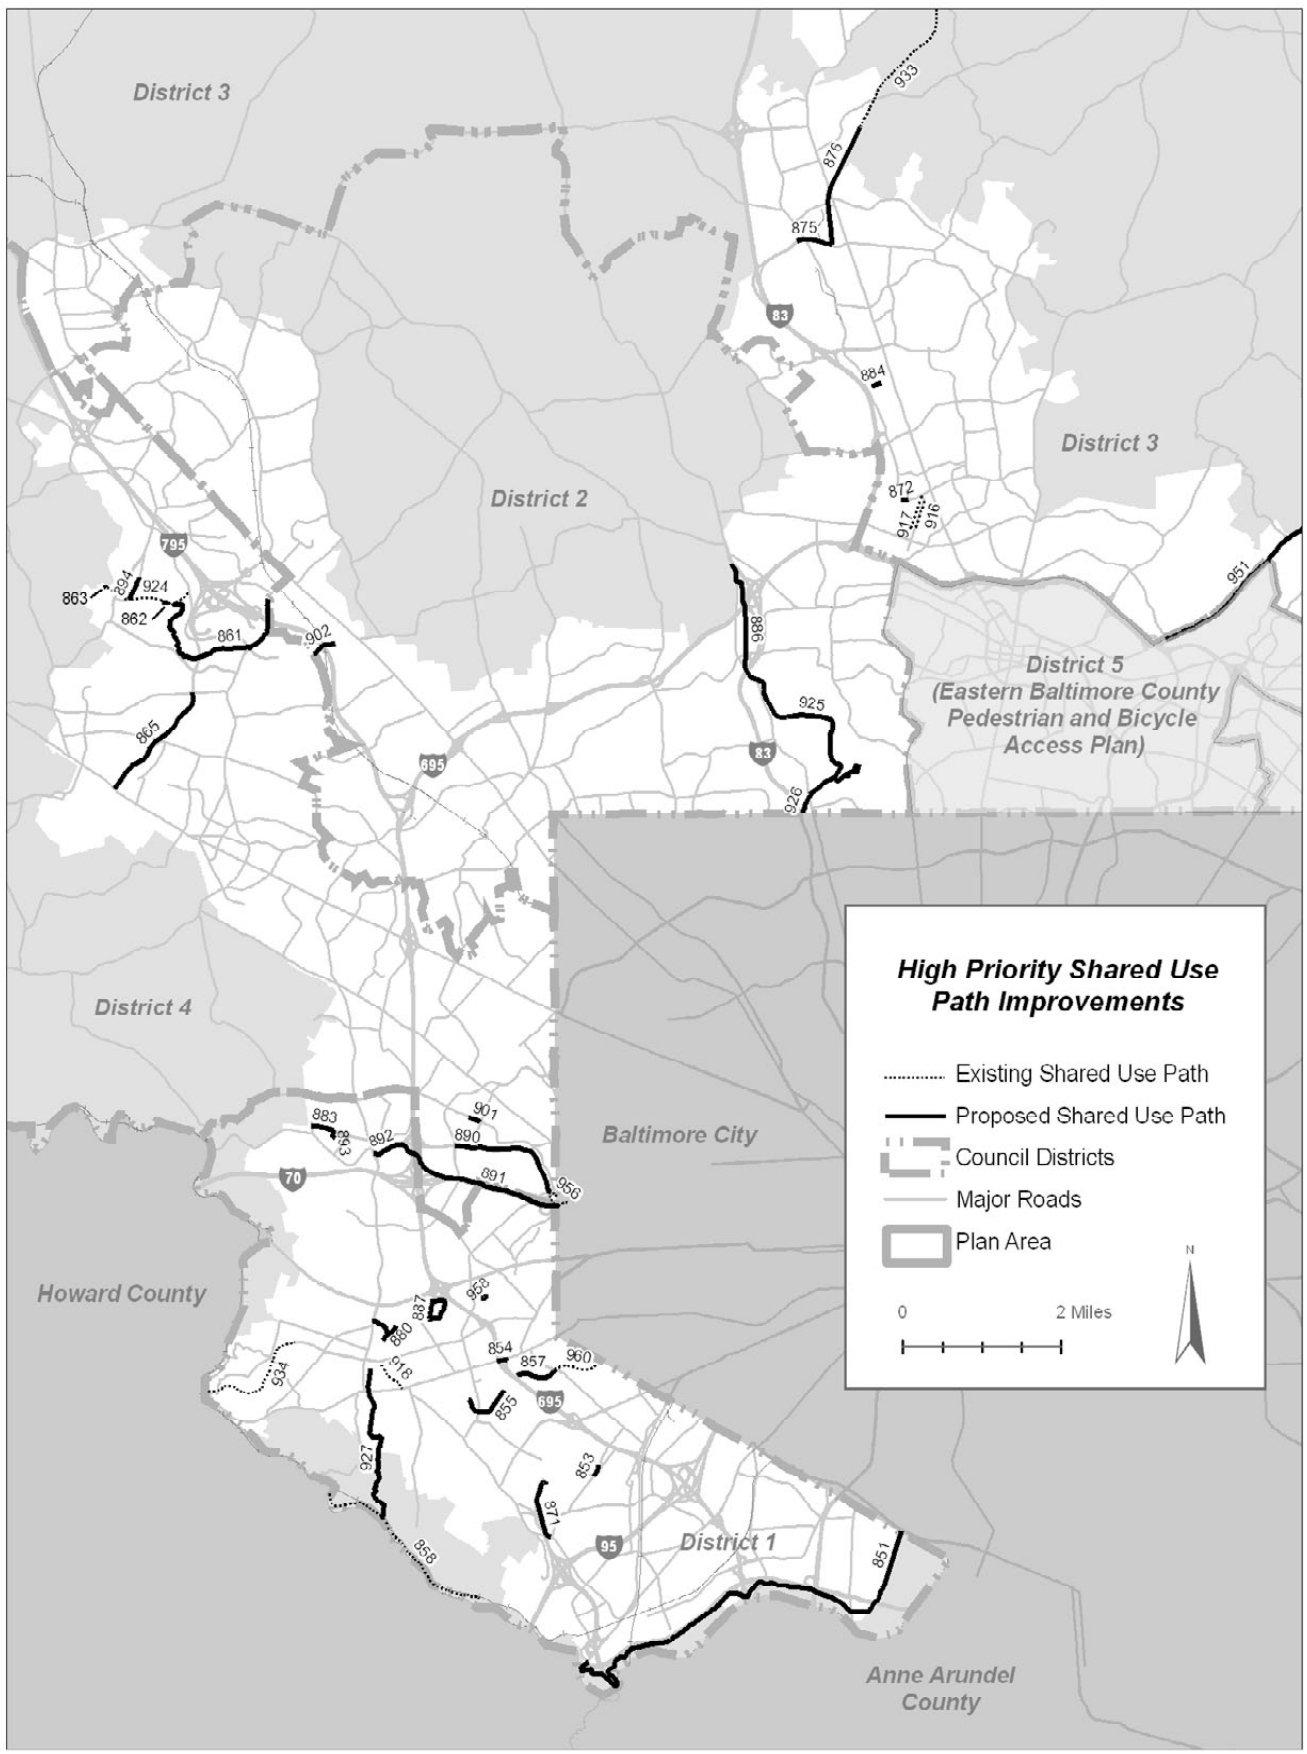 933
District 3
876
875
83
884
District 3
District 2
872
917
916
795
951
894
924
863
862
861
902
886
District 5
(Eastern Baltimore County
Pedestrian and Bicycle
Access Plan)
865
925
83
695
926
High Priority Shared Use
Path Improvements
Existing Shared Use Path
Proposed Shared Use Path
Council Districts
Major Roads
Plan Area
N
0
2 Miles
District 4
883
893
892
901
890
Baltimore City
70
891
956
Howard County
887
958
880
918
934
854
857
960
695
855
927
853
871
95
District 1
851
858
Anne Arundel
County